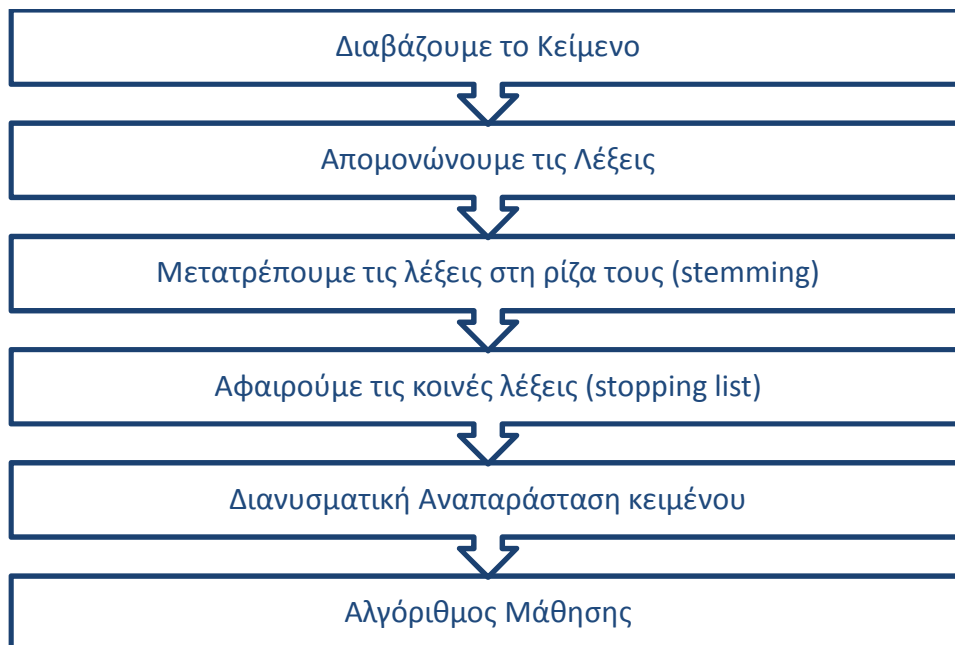 Διαβάζουμε το Κείμενο
Απομονώνουμε τις Λέξεις
Μετατρέπουμε τις λέξεις στη ρίζα τους (stemming)
Αφαιρούμε τις κοινές λέξεις (stopping list)
Διανυσματική Αναπαράσταση κειμένου
Αλγόριθμος Μάθησης